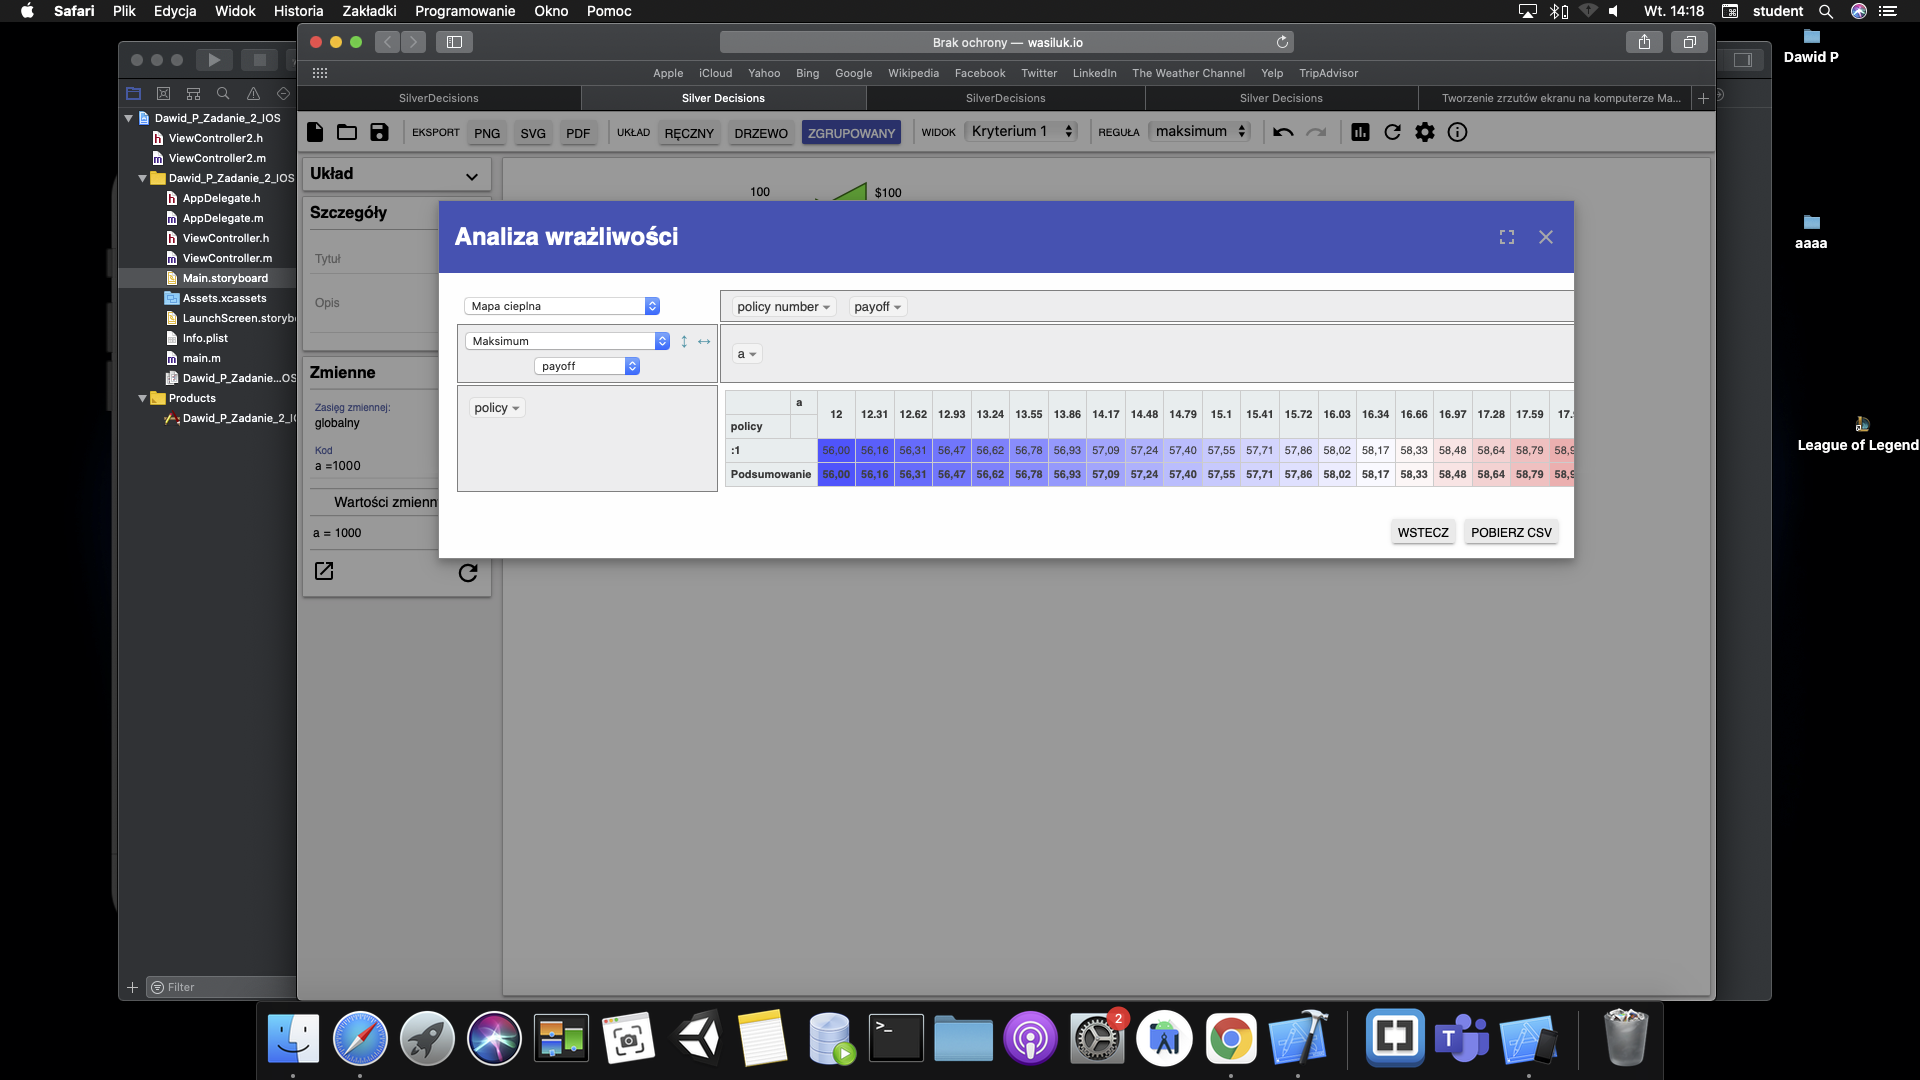 Safari Plik Edycja Widok Historia Zakładki Programowanie Okno Pomoc Wt. 14:18 student
Brak ochrony — wasiluk.io
Apple iCloud Yahoo Bing Google Wikipedia Facebook Twitter LinkedIn The Weather Channel Yelp TripAdvisor
SilverDecisions Silver Decisions SilverDecisions Silver Decisions Tworzenie zrzutów ekranu na komputerze Ma...
EKSPORT PNG SVG PDF UKŁAD RĘCZNY DRZEWO ZGRUPOWANY WIDOK Kryterium 1 REGUŁA maksimum
Dawid_P_Zadanie_2_IOS
ViewController2.h
ViewController2.m
Dawid_P_Zadanie_2_IOS
AppDelegate.h
AppDelegate.m
ViewController.h
ViewController.m
Main.storyboard
Assets.xcassets
LaunchScreen.storyb
Info.plist
main.m
Dawid_P_Zadanie...OS
Products
Dawid_P_Zadanie_2_I
Filter
Układ
Szczegóły
Tytuł
Opis
Zmienne
Zasięg zmiennej:
globalny
Kod
a =1000
Wartości zmienn
a = 1000
100 $100
Analiza wrażliwości
Mapa cieplna
policy number payoff
Maksimum
payoff
a
policy
a 12 12.31 12.62 12.93 13.24 13.55 13.86 14.17 14.48 14.79 15.1 15.41 15.72 16.03 16.34 16.66 16.97 17.28 17.59 17.
policy
:1 56,00 56,16 56,31 56,47 56,62 56,78 56,93 57,09 57,24 57,40 57,55 57,71 57,86 58,02 58,17 58,33 58,48 58,64 58,79 58,9
Podsumowanie 56,00 56,16 56,31 56,47 56,62 56,78 56,93 57,09 57,24 57,40 57,55 57,71 57,86 58,02 58,17 58,33 58,48 58,64 58,79 58,9
WSTECZ POBIERZ CSV
Dawid P
aaaa
League of Legend
2